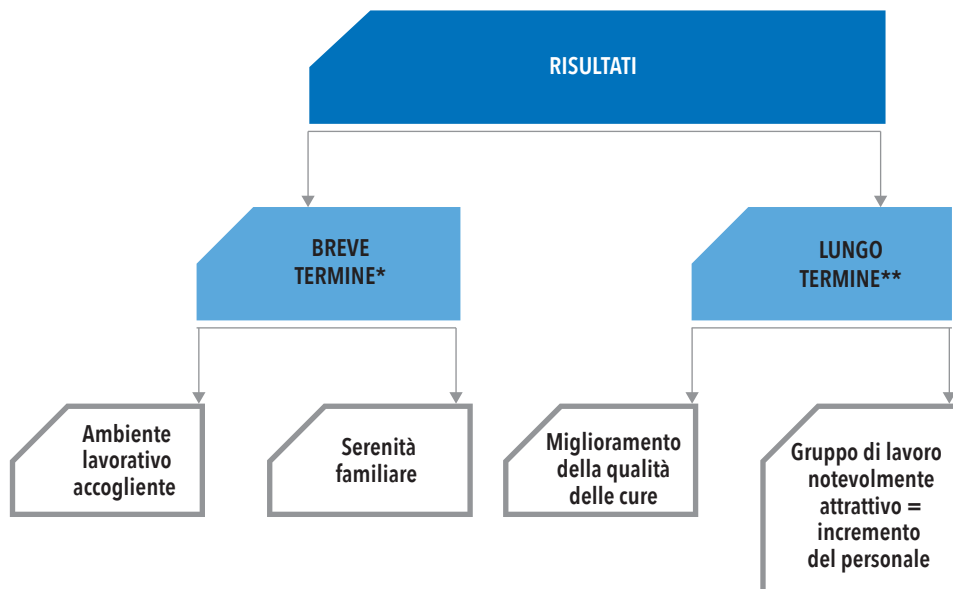 RISULTATI
BREVE
TERMINE*
LUNGO
TERMINE**
Ambiente
lavorativo
accogliente
Serenità
familiare
Miglioramento
della qualità
delle cure
Gruppo di lavoro
notevolmente
attrattivo =
incremento
del personale